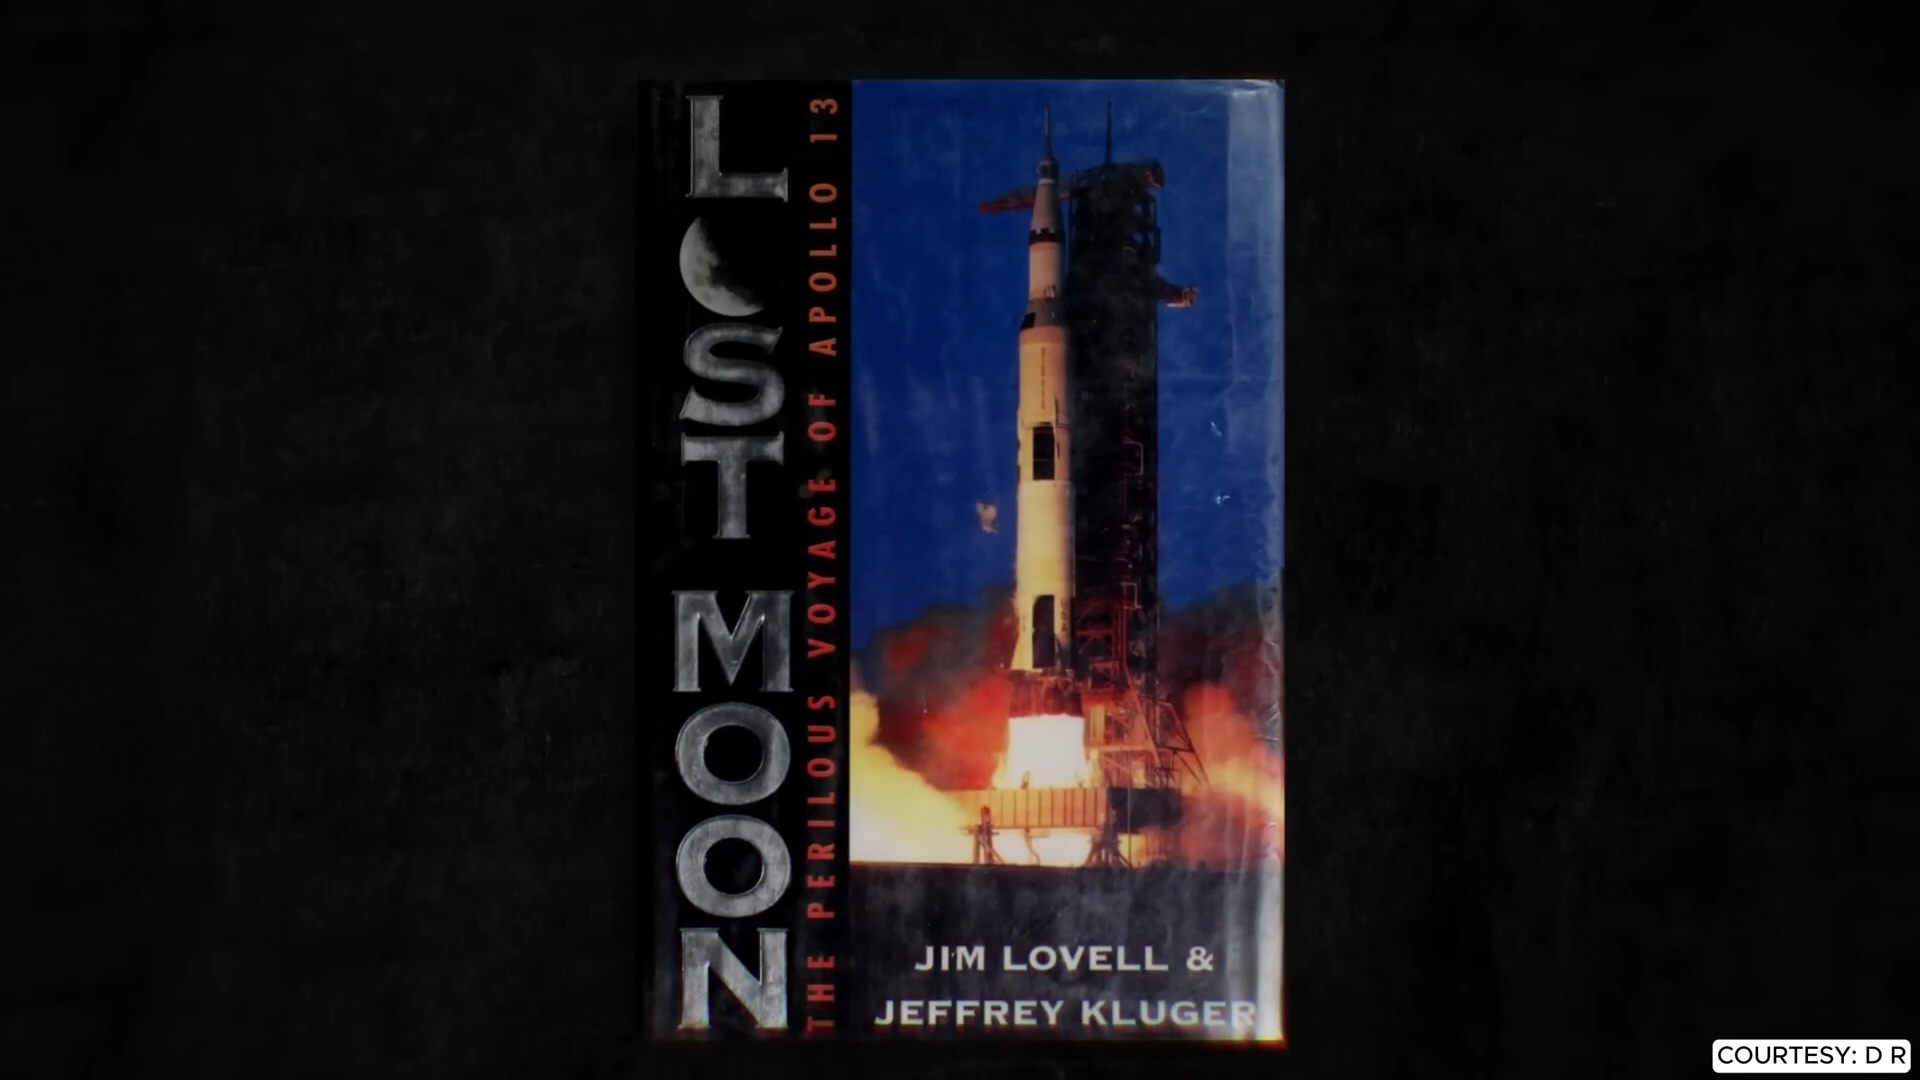 LOST MOON
THE PERILOUS VOYAGE OF APOLLO 13
JIM LOVELL &
JEFFREY KLUGER
COURTESY: D R